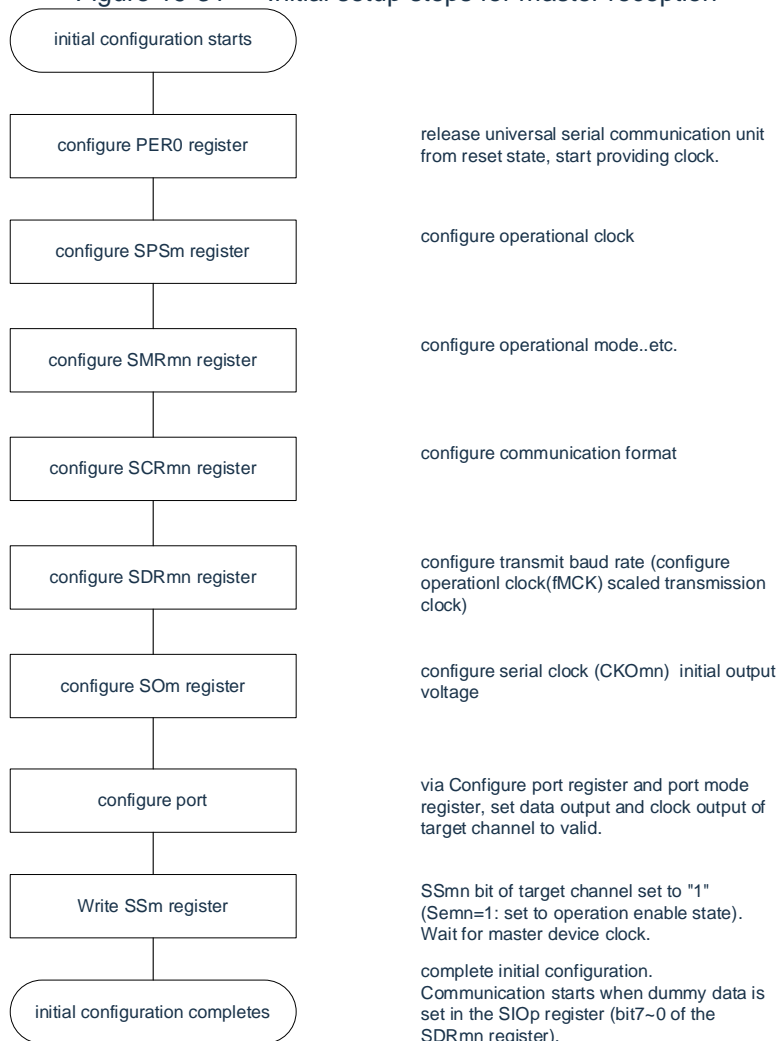 initial configuration starts
configure PER0 register
release universal serial communication unit
from reset state, start providing clock.
configure SPSm register
configure operational clock
configure SMRmn register
configure operational mode..etc.
configure SCRmn register
configure communication format
configure SDRmn register
configure transmit baud rate (configure
operationl clock(fMCK) scaled transmission
clock)
configure SOm register
configure serial clock (CKOmn)  initial output
voltage
configure port
via Configure port register and port mode
register, set data output and clock output of
target channel to valid.
Write SSm register
SSmn bit of target channel set to "1"
(Semn=1: set to operation enable state).
Wait for master device clock.
initial configuration completes
complete initial configuration.
Communication starts when dummy data is
set in the SIOp register (bit7~0 of the
SDRmn register).